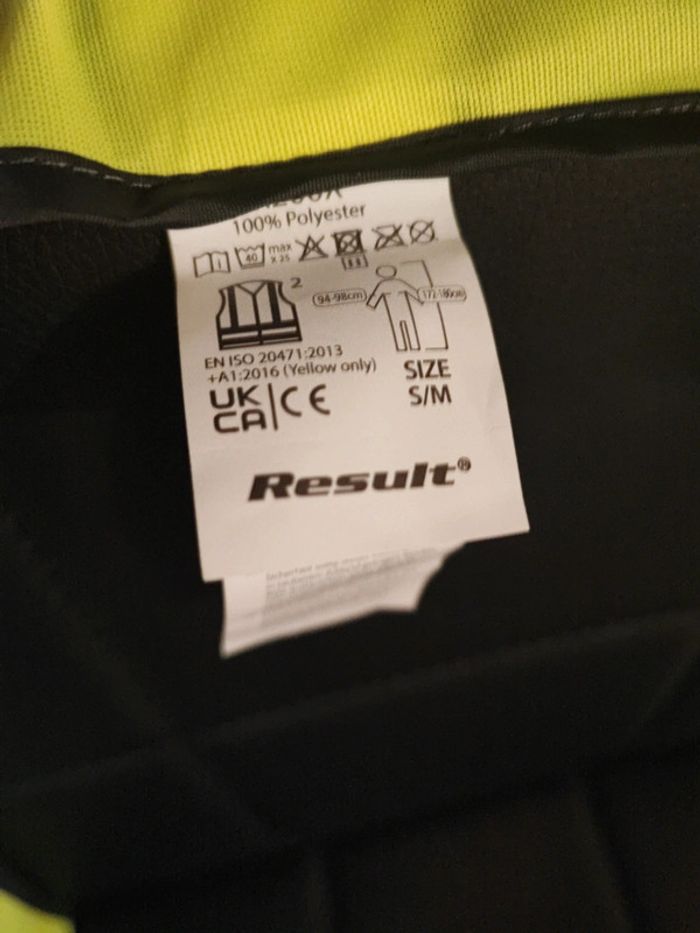 100% Polyester
40
max
x 25
2
94-98cm
172-180cm
EN ISO 20471:2013
+A1:2016 (Yellow only)
UK
CA
CE
SIZE
S/M
Result®